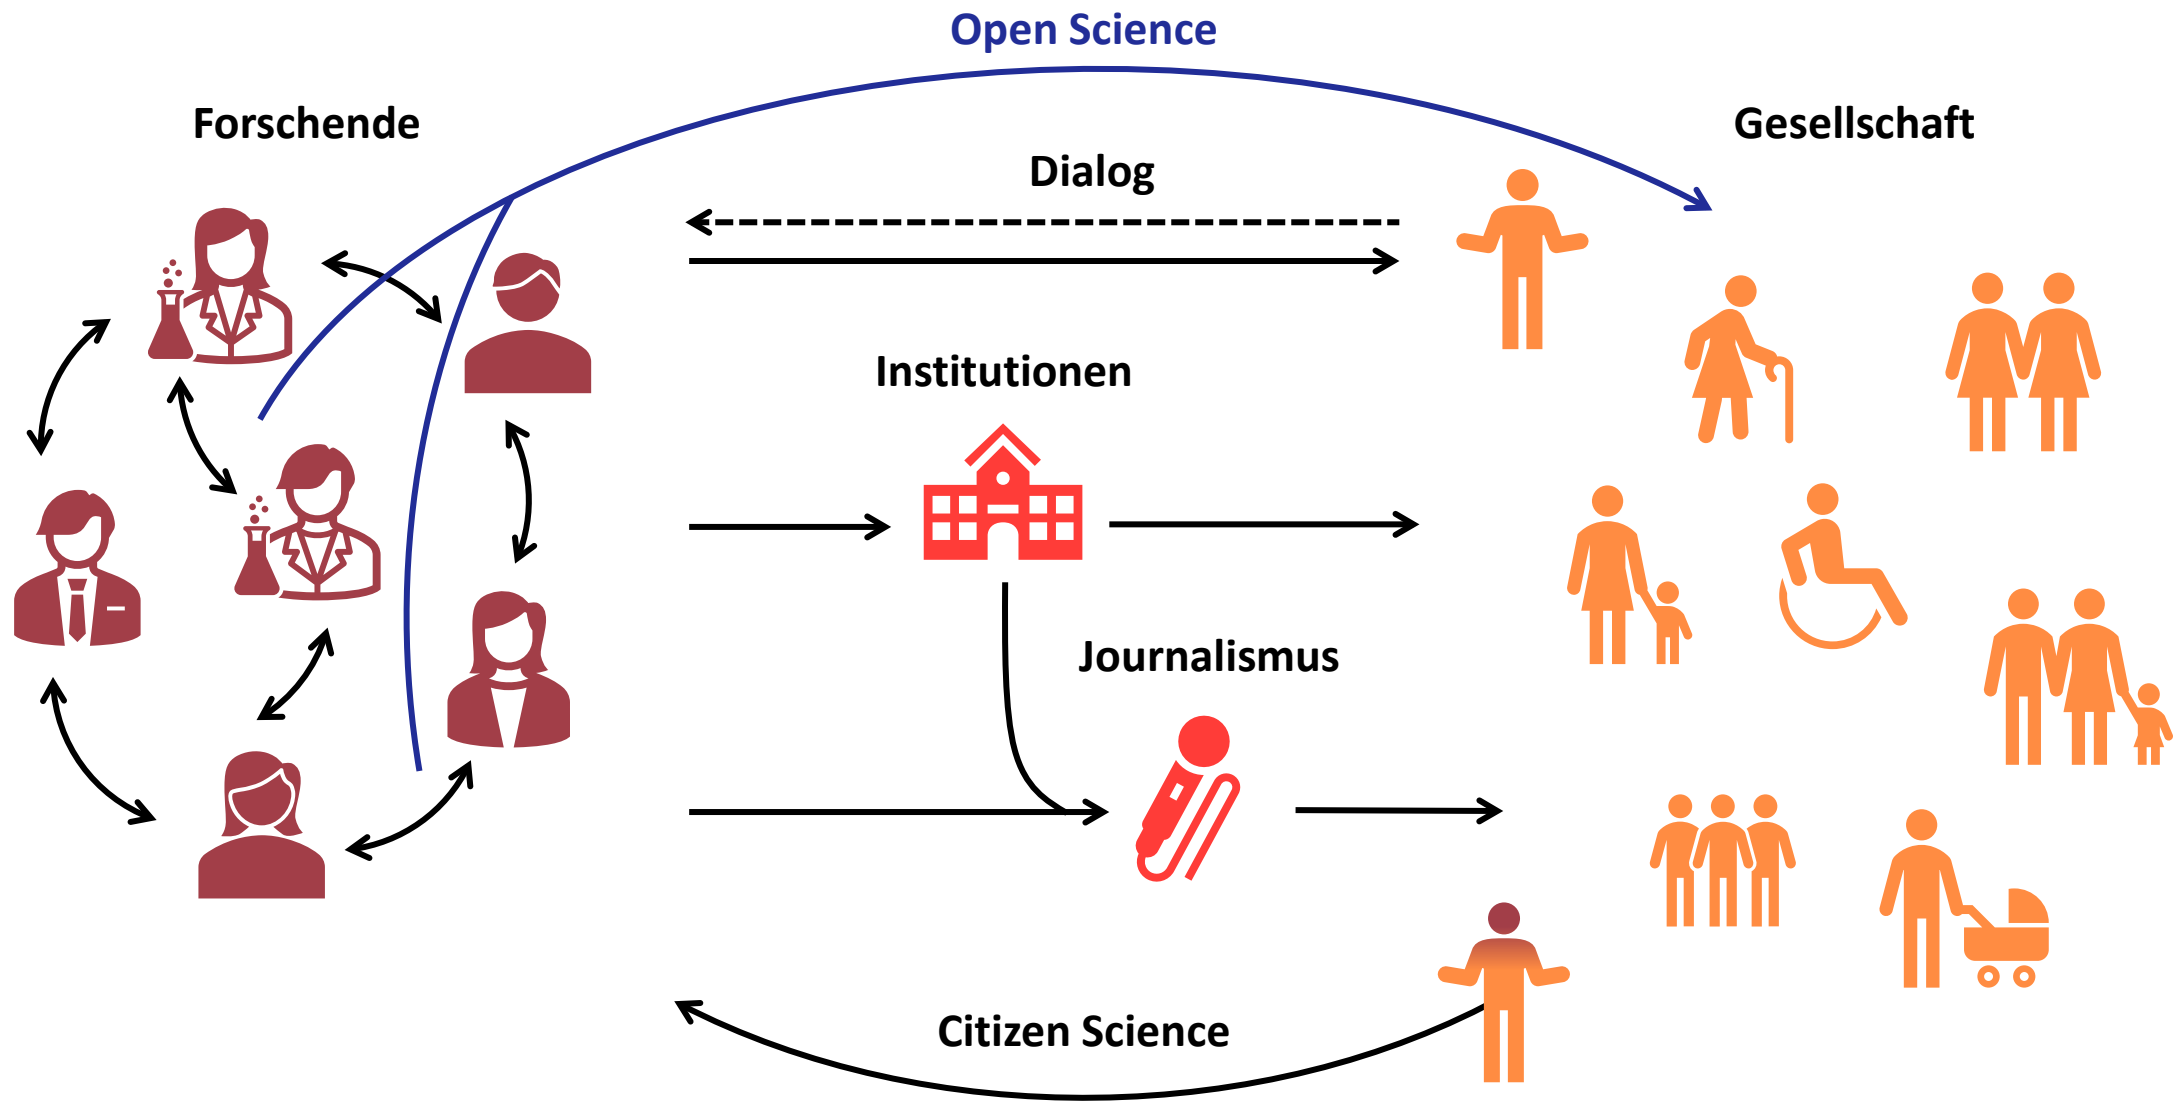 Open Science
Forschende
Gesellschaft
Dialog
Institutionen
Journalismus
Citizen Science